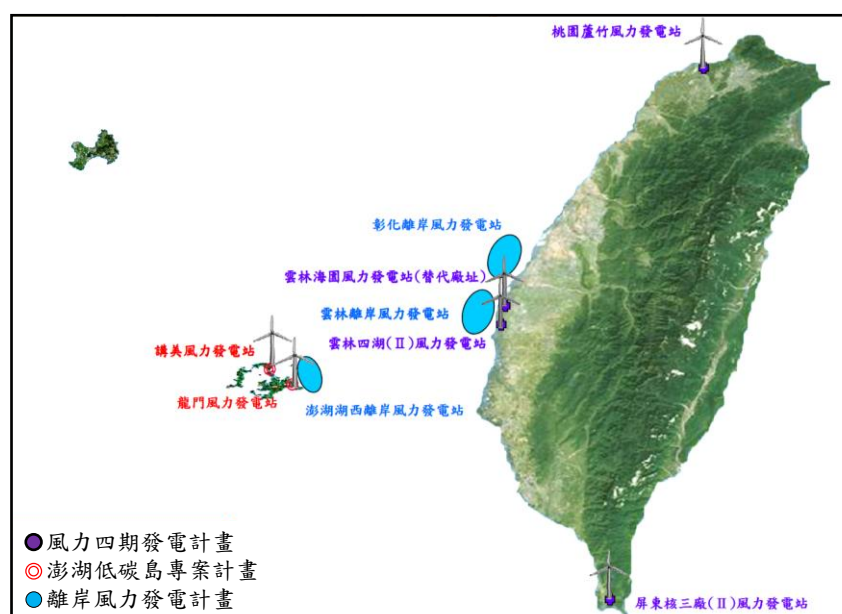 桃園蘆竹風力發電站
彰化離岸風力發電站
雲林海園風力發電站(替代廠址)
雲林離岸風力發電站
雲林四湖(Ⅱ)風力發電站
講美風力發電站
龍門風力發電站
澎湖湖西離岸風力發電站
風力四期發電計畫
澎湖低碳島專案計畫
離岸風力發電計畫
屏東核三廠(Ⅱ)風力發電站